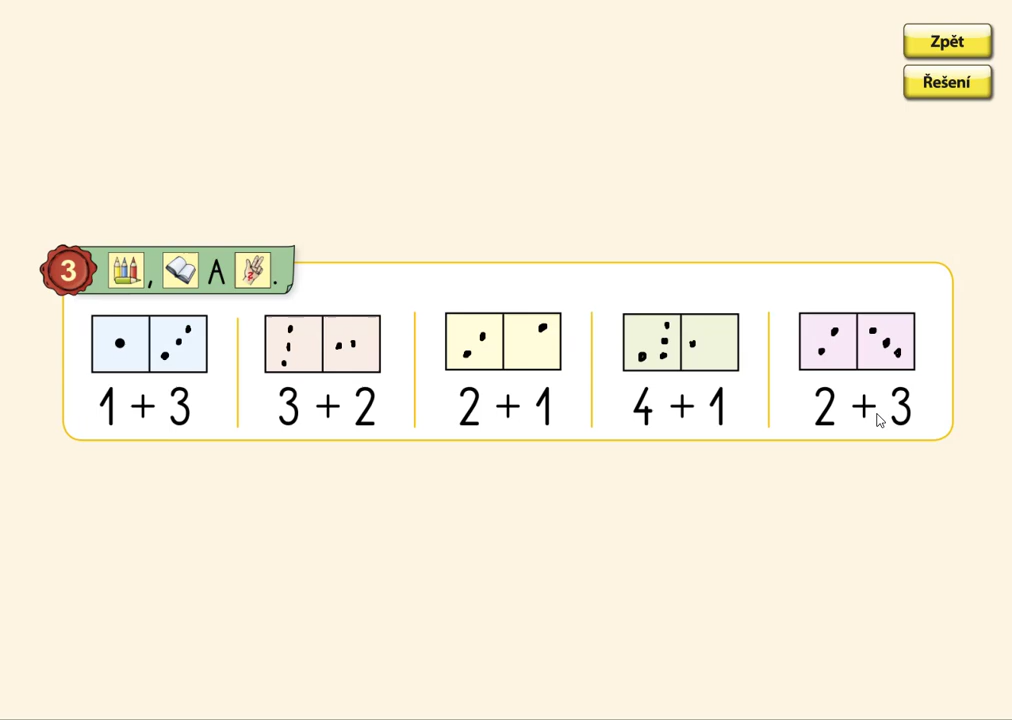 Zpět
Řešení
3 , A .
1 + 3 3 + 2 2 + 1 4 + 1 2 + 3